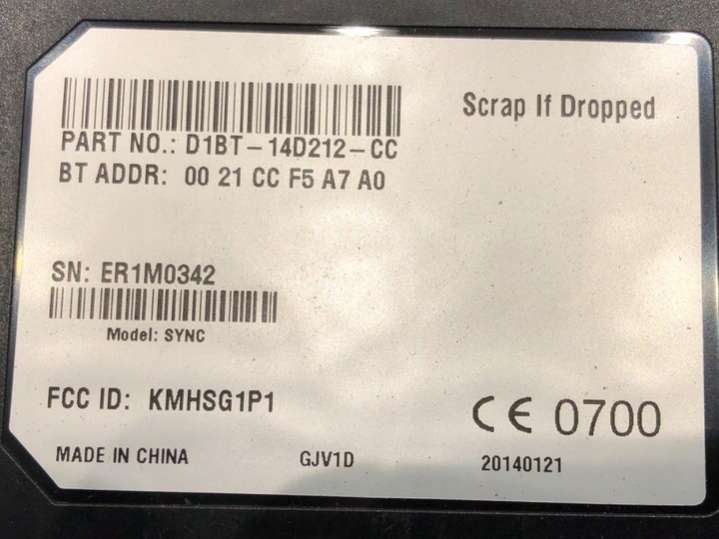 Scrap If Dropped
PART NO.: D1BT-14D212-CC
BT ADDR: 00 21 CC F5 A7 A0
SN: ER1M0342
Model: SYNC
FCC ID: KMHSG1P1
CE 0700
MADE IN CHINA GJV1D 20140121